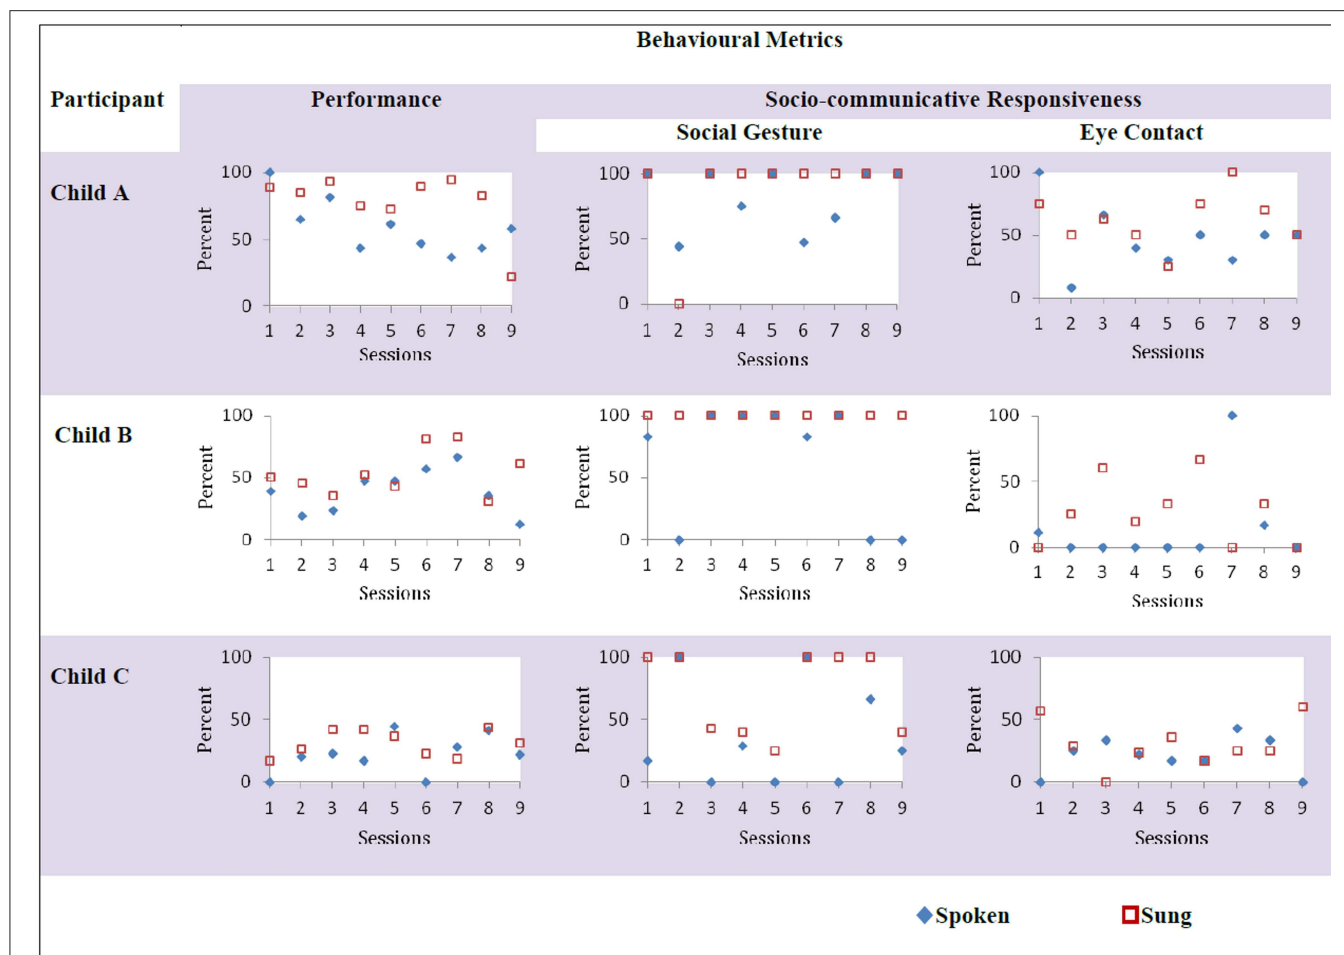 Behavioural Metrics
Participant Performance Socio-communicative Responsiveness
Social Gesture Eye Contact
Child A
Percent 100 50 0
1 2 3 4 5 6 7 8 9
Sessions
Percent 100 50 0
1 2 3 4 5 6 7 8 9
Sessions
Percent 100 50 0
1 2 3 4 5 6 7 8 9
Sessions
Child B
Percent 100 50 0
1 2 3 4 5 6 7 8 9
Sessions
Percent 100 50 0
1 2 3 4 5 6 7 8 9
Sessions
Percent 100 50 0
1 2 3 4 5 6 7 8 9
Sessions
Child C
Percent 100 50 0
1 2 3 4 5 6 7 8 9
Sessions
Percent 100 50 0
1 2 3 4 5 6 7 8 9
Sessions
Percent 100 50 0
1 2 3 4 5 6 7 8 9
Sessions
Spoken Sung